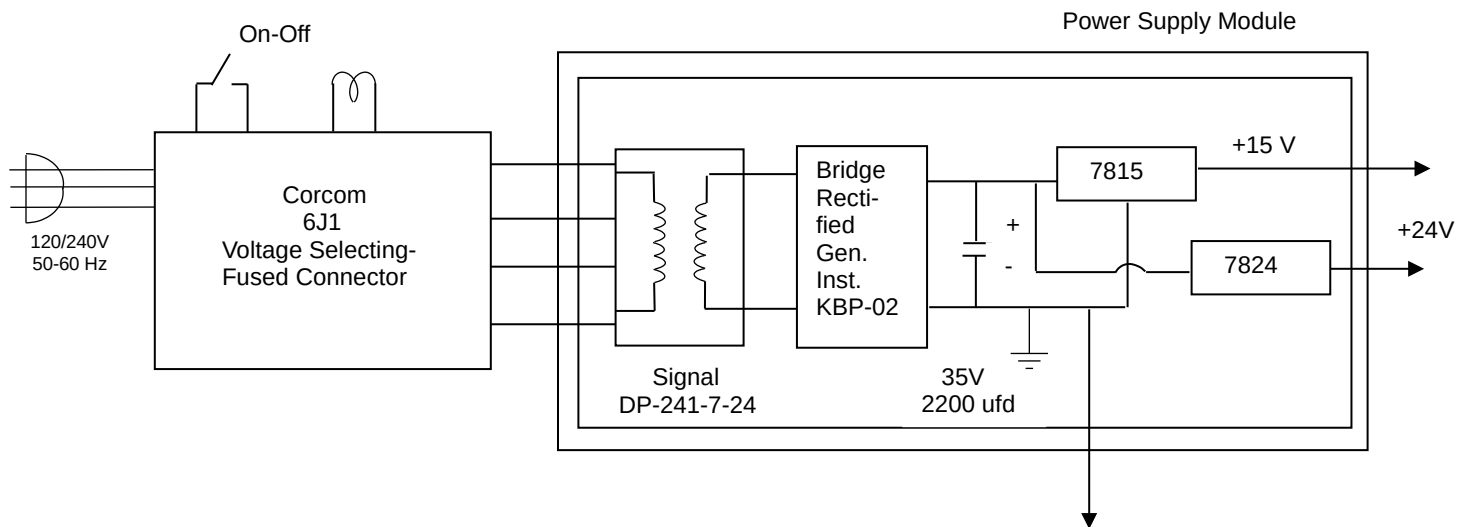 Power Supply Module
On-Off
120/240V
50-60 Hz
Corcom
6J1
Voltage Selecting-
Fused Connector
Signal
DP-241-7-24
Bridge
Recti-
fied
Gen.
Inst.
KBP-02
+
-
35V
2200 ufd
7815
+15 V
7824
+24V